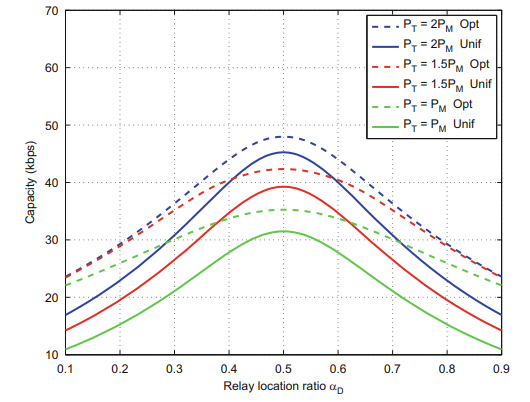 70
60
50
40
30
20
10
Capacity (kbps)
P_T = 2P_M Opt
P_T = 2P_M Unif
P_T = 1.5P_M Opt
P_T = 1.5P_M Unif
P_T = P_M Opt
P_T = P_M Unif
0.1 0.2 0.3 0.4 0.5 0.6 0.7 0.8 0.9
Relay location ratio α_D